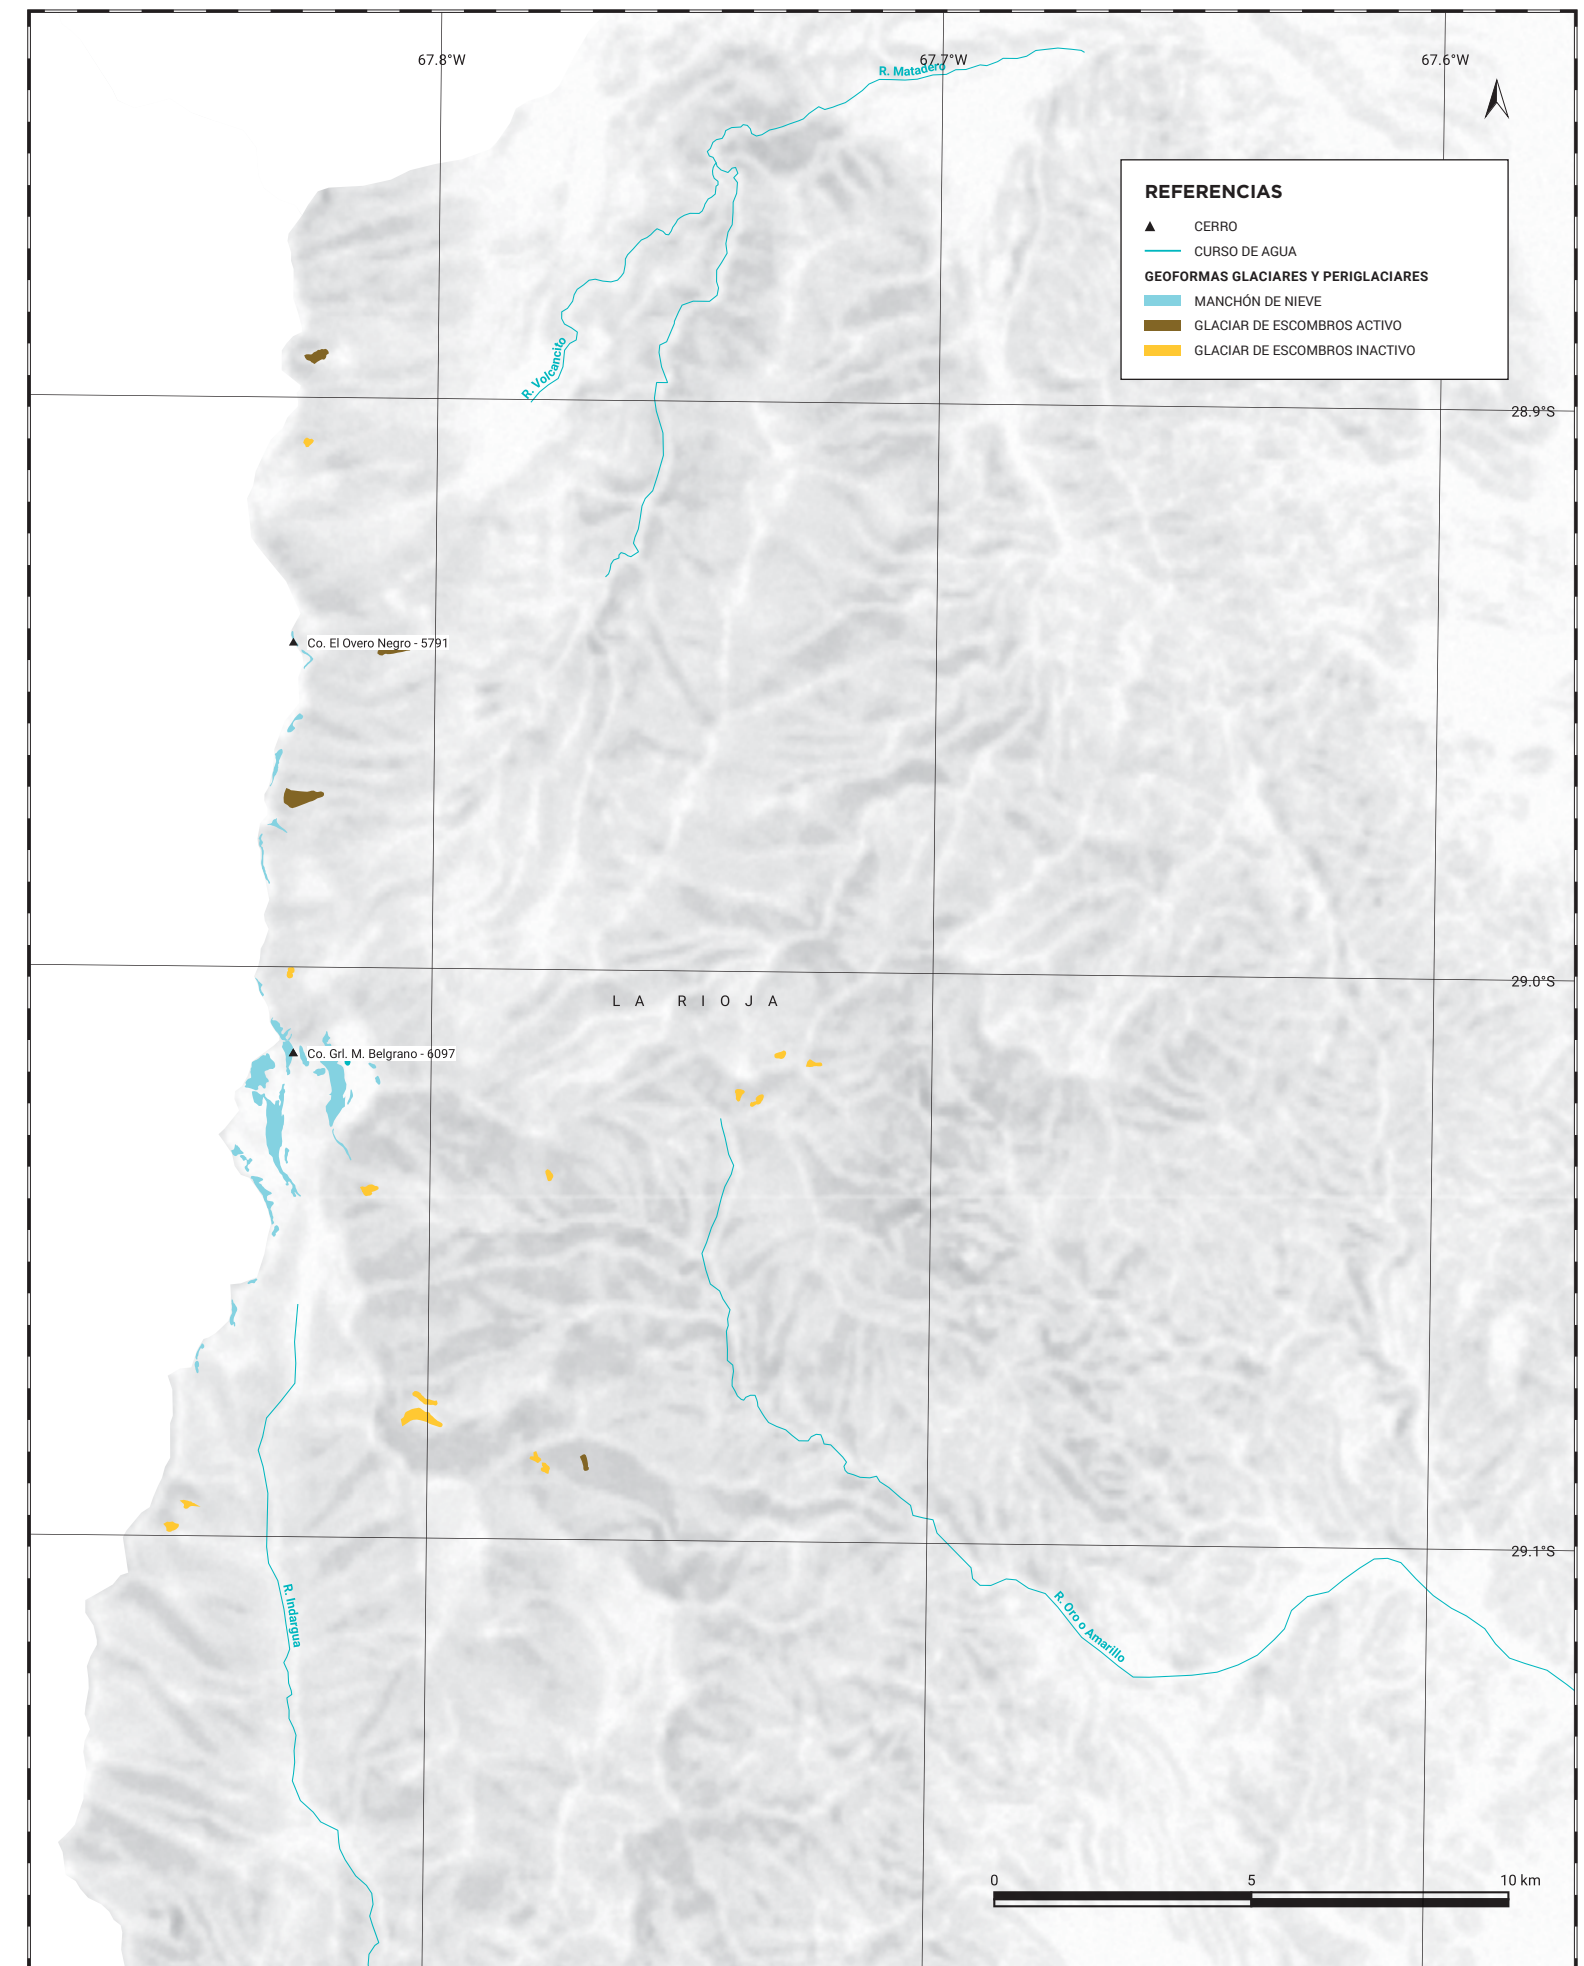 67.8°W
67.7°W
67.6°W
R. Matadero
REFERENCIAS
CERRO
CURSO DE AGUA
GEOFORMAS GLACIARES Y PERIGLACIARES
MANCHÓN DE NIEVE
GLACIAR DE ESCOMBROS ACTIVO
GLACIAR DE ESCOMBROS INACTIVO
R. Volcancito
28.9°S
Co. El Overo Negro - 5791
29.0°S
LA RIOJA
Co. Grl. M. Belgrano - 6097
29.1°S
R. Indargua
R. Oro o Amarillo
0 5 10 km